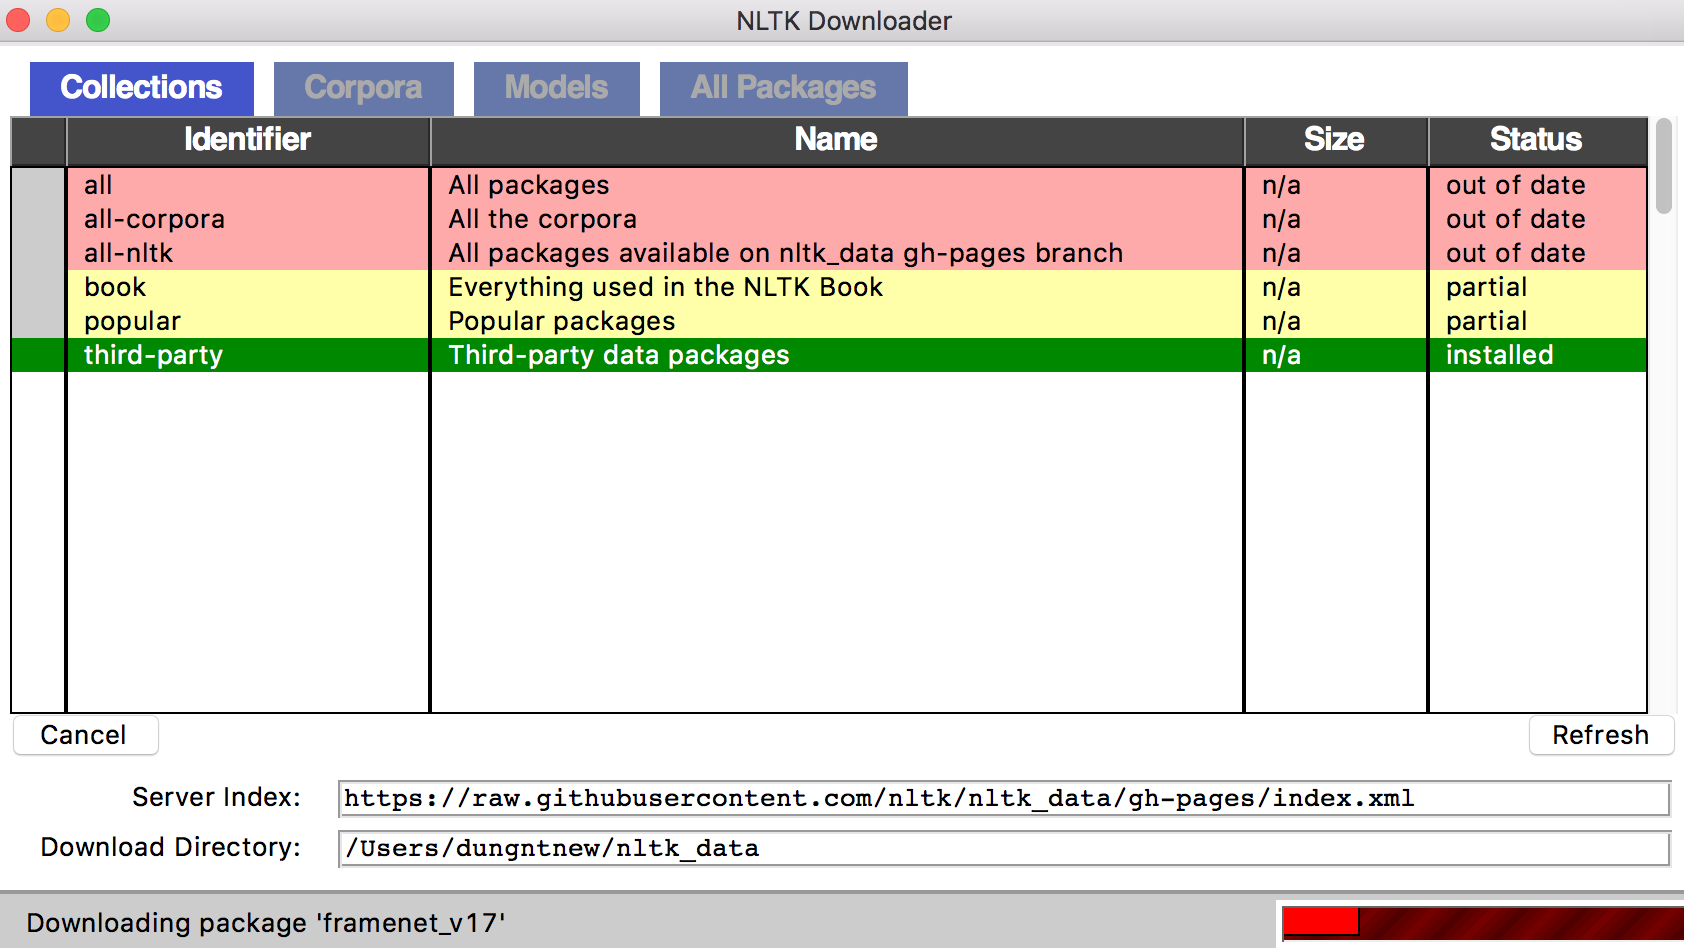 NLTK Downloader
Collections Corpora Models All Packages
Identifier Name Size Status
all All packages n/a out of date
all-corpora All the corpora n/a out of date
all-nltk All packages available on nltk_data gh-pages branch n/a out of date
book Everything used in the NLTK Book n/a partial
popular Popular packages n/a partial
third-party Third-party data packages n/a installed
Cancel Refresh
Server Index: https://raw.githubusercontent.com/nltk/nltk_data/gh-pages/index.xml
Download Directory: /Users/dungntnew/nltk_data
Downloading package 'framenet_v17'